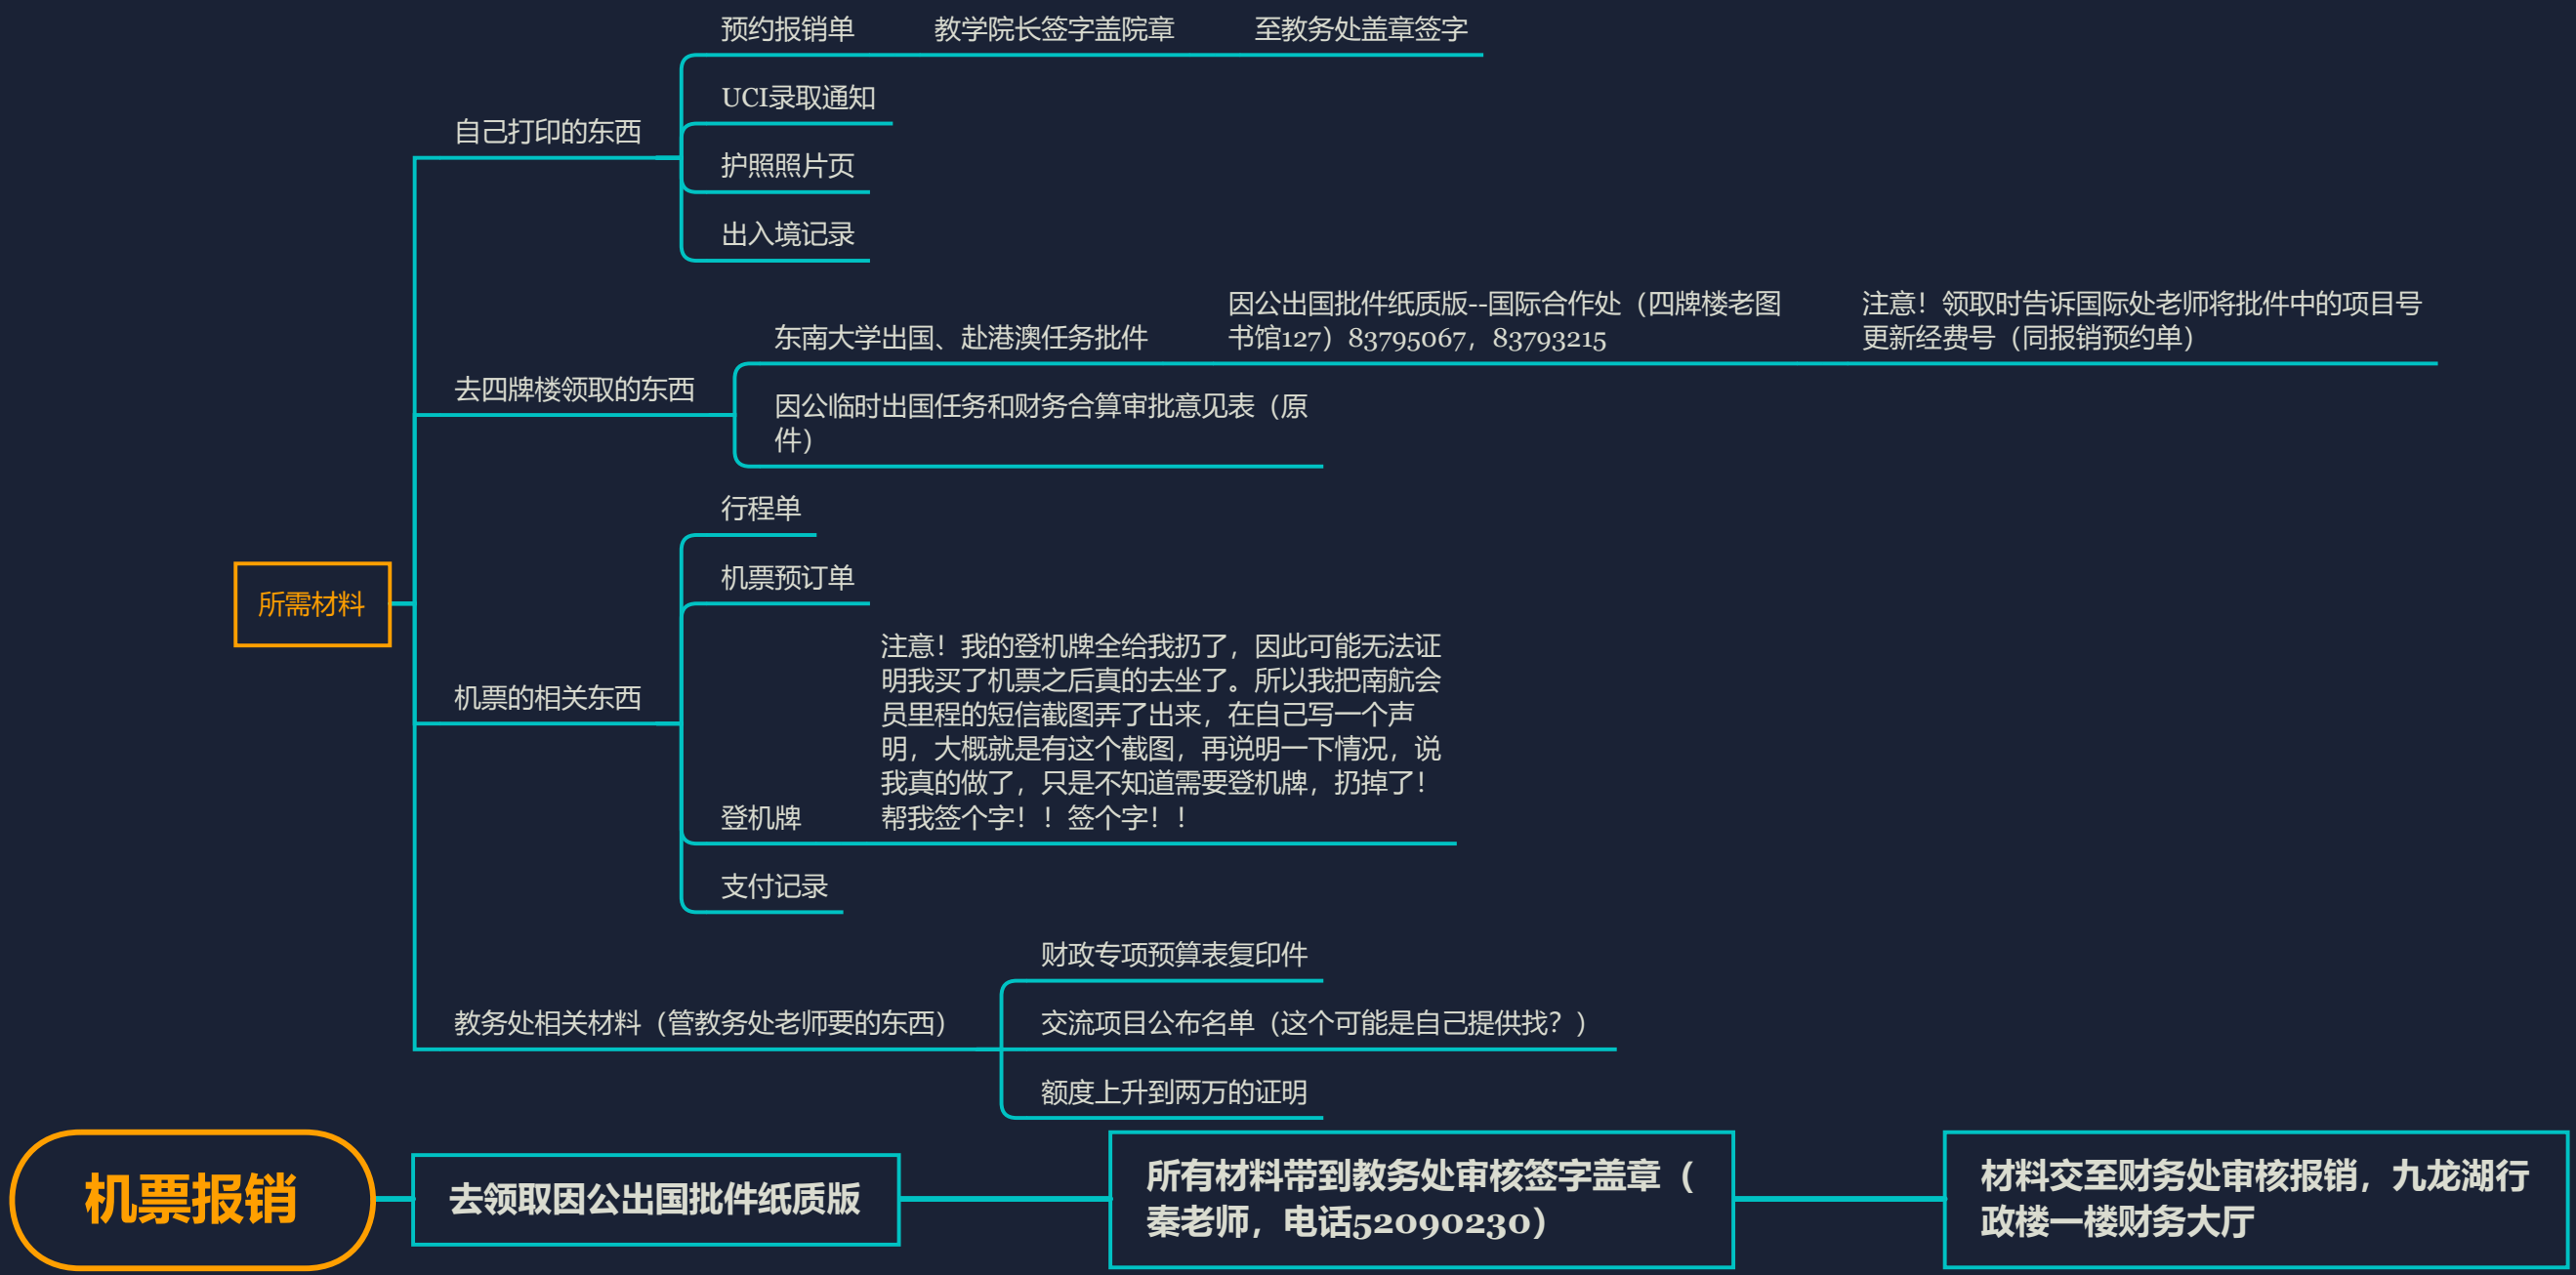 预约报销单
教学院长签字盖院章
至教务处盖章签字
UCI录取通知
自己打印的东西
护照照片页
出入境记录
因公出国批件纸质版--国际合作处（四牌楼老图
书馆127）83795067，83793215
注意！领取时告诉国际处老师将批件中的项目号
更新经费号（同报销预约单）
东南大学出国、赴港澳任务批件
去四牌楼领取的东西
因公临时出国任务和财务合算审批意见表（原
件）
行程单
机票预订单
所需材料
注意！我的登机牌全给我扔了，因此可能无法证
明我买了机票之后真的去坐了。所以我把南航会
员里程的短信截图弄了出来，在自己写一个声
明，大概就是有这个截图，再说明一下情况，说
我真的做了，只是不知道需要登机牌，扔掉了！
帮我签个字！！签个字！！
机票的相关东西
登机牌
支付记录
财政专项预算表复印件
教务处相关材料（管教务处老师要的东西）
交流项目公布名单（这个可能是自己提供找？）
额度上升到两万的证明
机票报销
去领取因公出国批件纸质版
所有材料带到教务处审核签字盖章（
秦老师，电话52090230）
材料交至财务处审核报销，九龙湖行
政楼一楼财务大厅